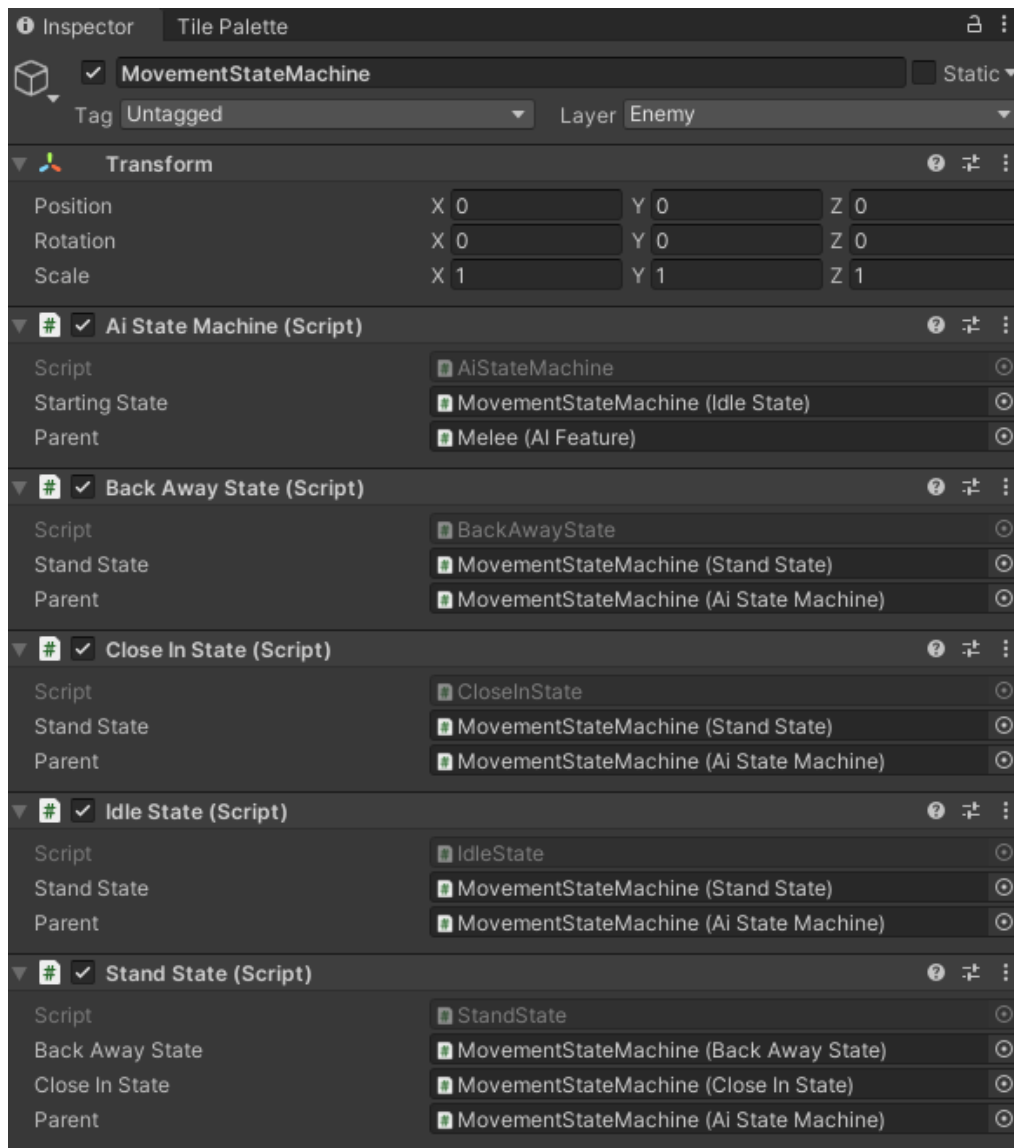 Inspector Tile Palette
MovementStateMachine Static
Tag Untagged Layer Enemy
Transform
Position X 0 Y 0 Z 0
Rotation X 0 Y 0 Z 0
Scale X 1 Y 1 Z 1
# Ai State Machine (Script)
Script # AiStateMachine
Starting State # MovementStateMachine (Idle State)
Parent # Melee (AI Feature)
# Back Away State (Script)
Script # BackAwayState
Stand State # MovementStateMachine (Stand State)
Parent # MovementStateMachine (Ai State Machine)
# Close In State (Script)
Script # CloseInState
Stand State # MovementStateMachine (Stand State)
Parent # MovementStateMachine (Ai State Machine)
# Idle State (Script)
Script # IdleState
Stand State # MovementStateMachine (Stand State)
Parent # MovementStateMachine (Ai State Machine)
# Stand State (Script)
Script # StandState
Back Away State # MovementStateMachine (Back Away State)
Close In State # MovementStateMachine (Close In State)
Parent # MovementStateMachine (Ai State Machine)